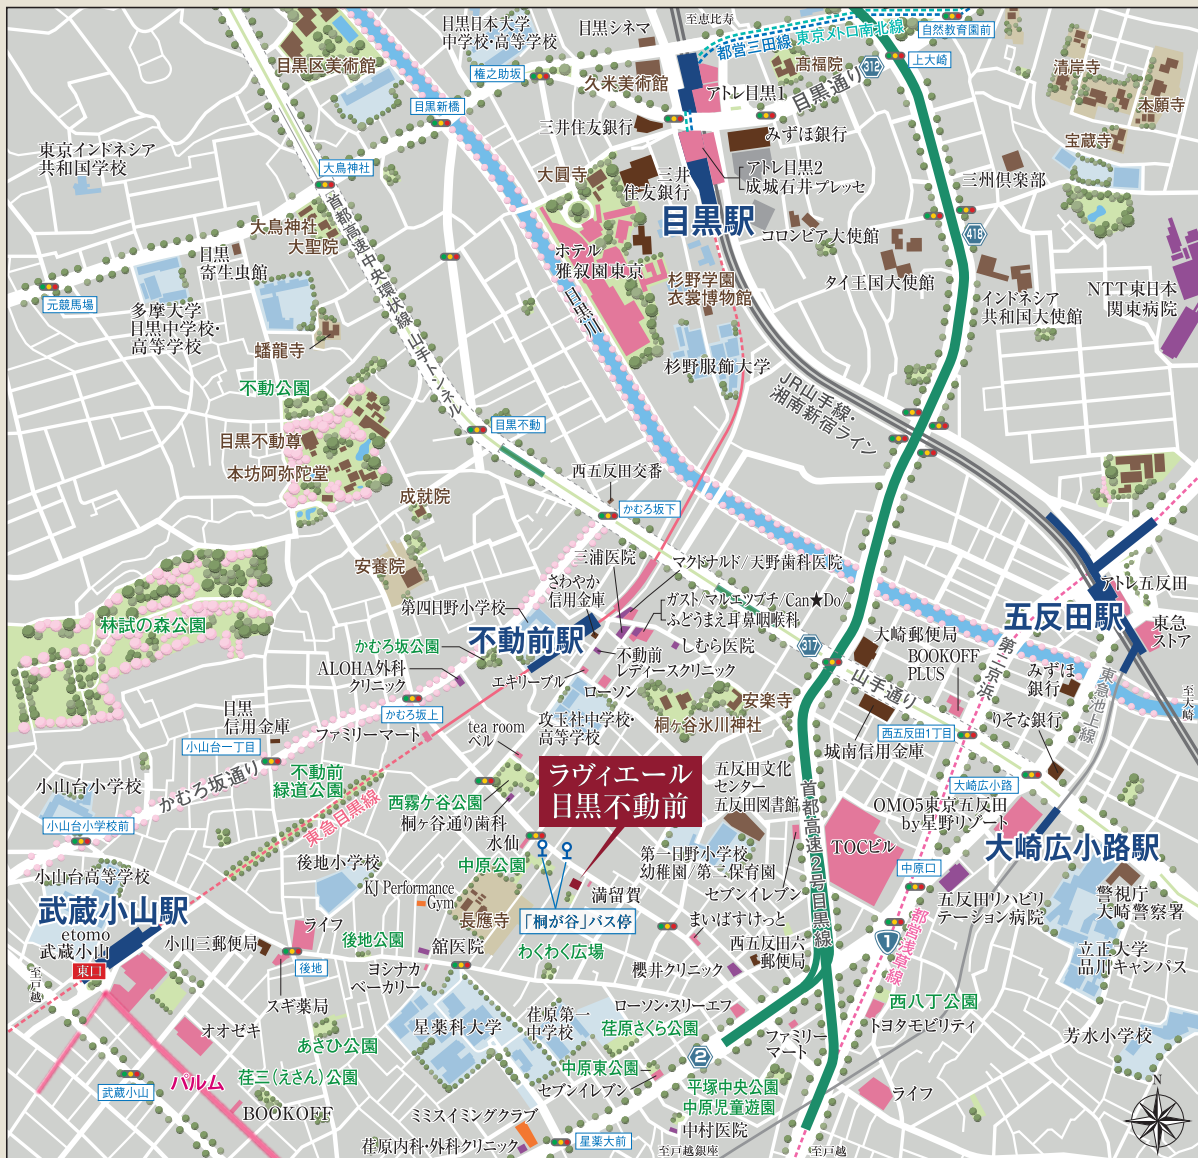 目黒区美術館
目黒日本大学
中学校・高等学校
目黒シネマ
至恵比寿
都営三田線
東京メトロ南北線
自然教育園前
権之助坂
久米美術館
高福院
312
上大崎
清岸寺
本願寺
目黒新橋
アトレ目黒1
目黒通り
三井住友銀行
みずほ銀行
宝蔵寺
東京インドネシア
共和国学校
大鳥神社
大圓寺
三井
住友銀行
アトレ目黒2
成城石井 プレッセ
三州倶楽部
目黒駅
大鳥神社
大聖院
首都高速中央環状線
山手トンネル
目黒
寄生虫館
ホテル
雅叙園東京
コロンビア大使館
418
杉野学園
衣裳博物館
タイ王国大使館
インドネシア
共和国大使館
NTT東日本
関東病院
元競馬場
多摩大学
目黒中学校・
高等学校
目黒川
蟠龍寺
杉野服飾大学
JR山手線・
湘南新宿ライン
不動公園
目黒不動
目黒不動尊
本坊阿弥陀堂
西五反田交番
成就院
かむろ坂下
安養院
三浦医院
マクドナルド/天野歯科医院
さわやか
信用金庫
ガスト/マルエツプチ/Can★Do/
ふどうまえ耳鼻咽喉科
第四日野小学校
アトレ五反田
五反田駅
東急
ストア
林試の森公園
不動前駅
かむろ坂公園
しむら医院
317
大崎郵便局
BOOKOFF
PLUS
第二京浜
みずほ
銀行
東急池上線
至大崎
ALOHA外科
クリニック
エキリーブル
不動前
レディースクリニック
ローソン
山手通り
りそな銀行
目黒
信用金庫
かむろ坂上
ファミリーマート
tea room
ベル
攻玉社中学校・
高等学校
桐ヶ谷氷川神社
安楽寺
城南信用金庫
西五反田1丁目
小山台一丁目
かむろ坂通り
不動前
緑道公園
東急目黒線
小山台小学校
西霧ケ谷公園
桐ヶ谷通り歯科
ラヴィエール
目黒不動前
五反田文化
センター
五反田図書館
首都高速2号目黒線
大崎広小路
OMO5東京五反田
by星野リゾート
小山台小学校前
水仙
大崎広小路駅
TOCビル
小山台高等学校
後地小学校
中原公園
第一日野小学校
幼稚園/第二保育園
セブンイレブン
中原口
KJ Performance
Gym
満留賀
五反田リハビリ
テーション病院
警視庁
大崎警察署
武蔵小山駅
etomo
武蔵小山
東口
ライフ
長應寺
「桐が谷」バス停
まいばすけっと
都営浅草線
1
小山三郵便局
後地公園
舘医院
わくわく広場
西五反田六
郵便局
立正大学
品川キャンパス
至戸越
後地
ヨシナカ
ベーカリー
櫻井クリニック
スギ薬局
西八丁公園
トヨタモビリティ
オオゼキ
星薬科大学
荏原第一
中学校
ローソン・スリーエフ
荏原さくら公園
芳水小学校
あさひ公園
2
ファミリー
マート
パルム
荏三(えさん)公園
中原東公園
セブンイレブン
平塚中央公園
中原児童遊園
ライフ
武蔵小山
BOOKOFF
ミミスイミングクラブ
中村医院
N
荏原内科・外科クリニック
星薬大前
至戸越銀座
至戸越